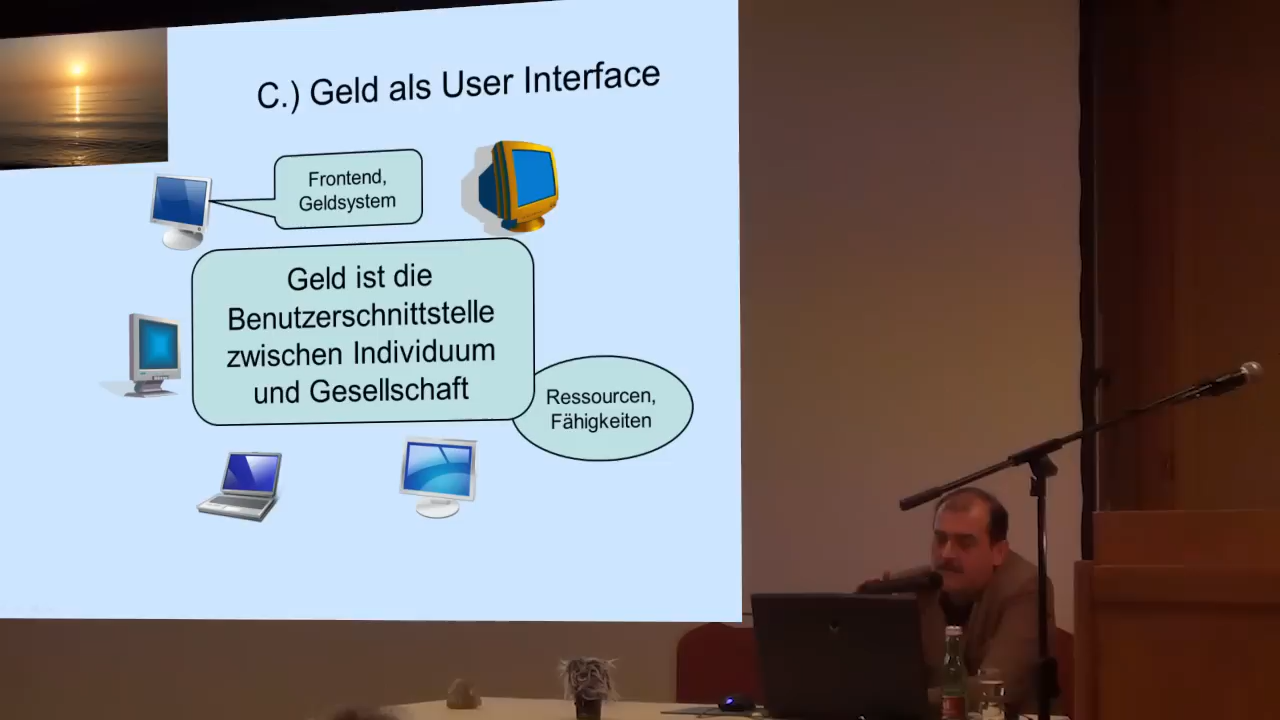 C.) Geld als User Interface
Frontend,
Geldsystem
Geld ist die
Benutzerschnittstelle
zwischen Individuum
und Gesellschaft
Ressourcen,
Fähigkeiten